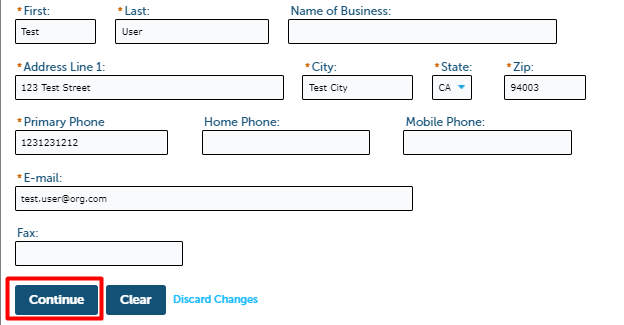 *First: *Last: Name of Business:
Test User
*Address Line 1: *City: *State: *Zip:
123 Test Street Test City CA 94003
*Primary Phone Home Phone: Mobile Phone:
1231231212
*E-mail:
test.user@org.com
Fax:
Continue Clear Discard Changes